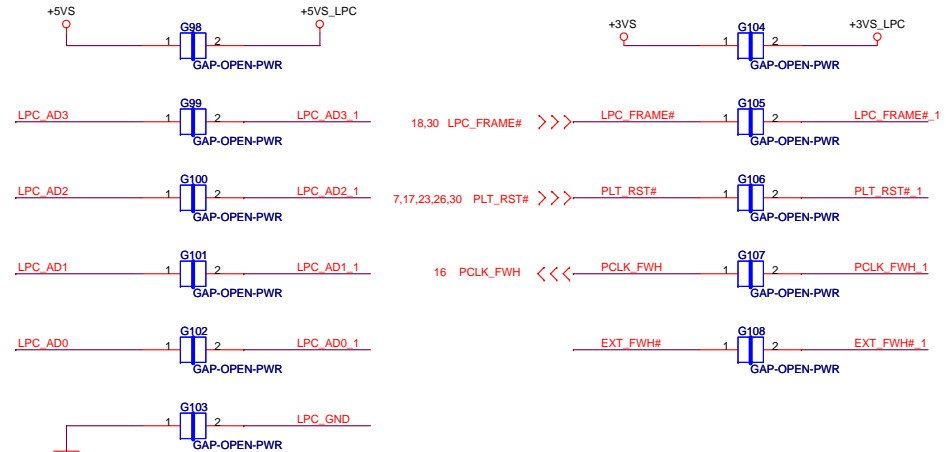 +5VS +5VS_LPC
G98
1 2
GAP-OPEN-PWR
LPC_AD3 G99 LPC_AD3_1
1 2
GAP-OPEN-PWR
LPC_AD2 G100 LPC_AD2_1
1 2
GAP-OPEN-PWR
LPC_AD1 G101 LPC_AD1_1
1 2
GAP-OPEN-PWR
LPC_AD0 G102 LPC_AD0_1
1 2
GAP-OPEN-PWR
G103 LPC_GND
1 2
GAP-OPEN-PWR
+3VS +3VS_LPC
G104
1 2
GAP-OPEN-PWR
18,30 LPC_FRAME# LPC_FRAME# G105 LPC_FRAME#_1
1 2
GAP-OPEN-PWR
7,17,23,26,30 PLT_RST# PLT_RST# G106 PLT_RST#_1
1 2
GAP-OPEN-PWR
16 PCLK_FWH PCLK_FWH G107 PCLK_FWH_1
1 2
GAP-OPEN-PWR
EXT_FWH# G108 EXT_FWH#_1
1 2
GAP-OPEN-PWR